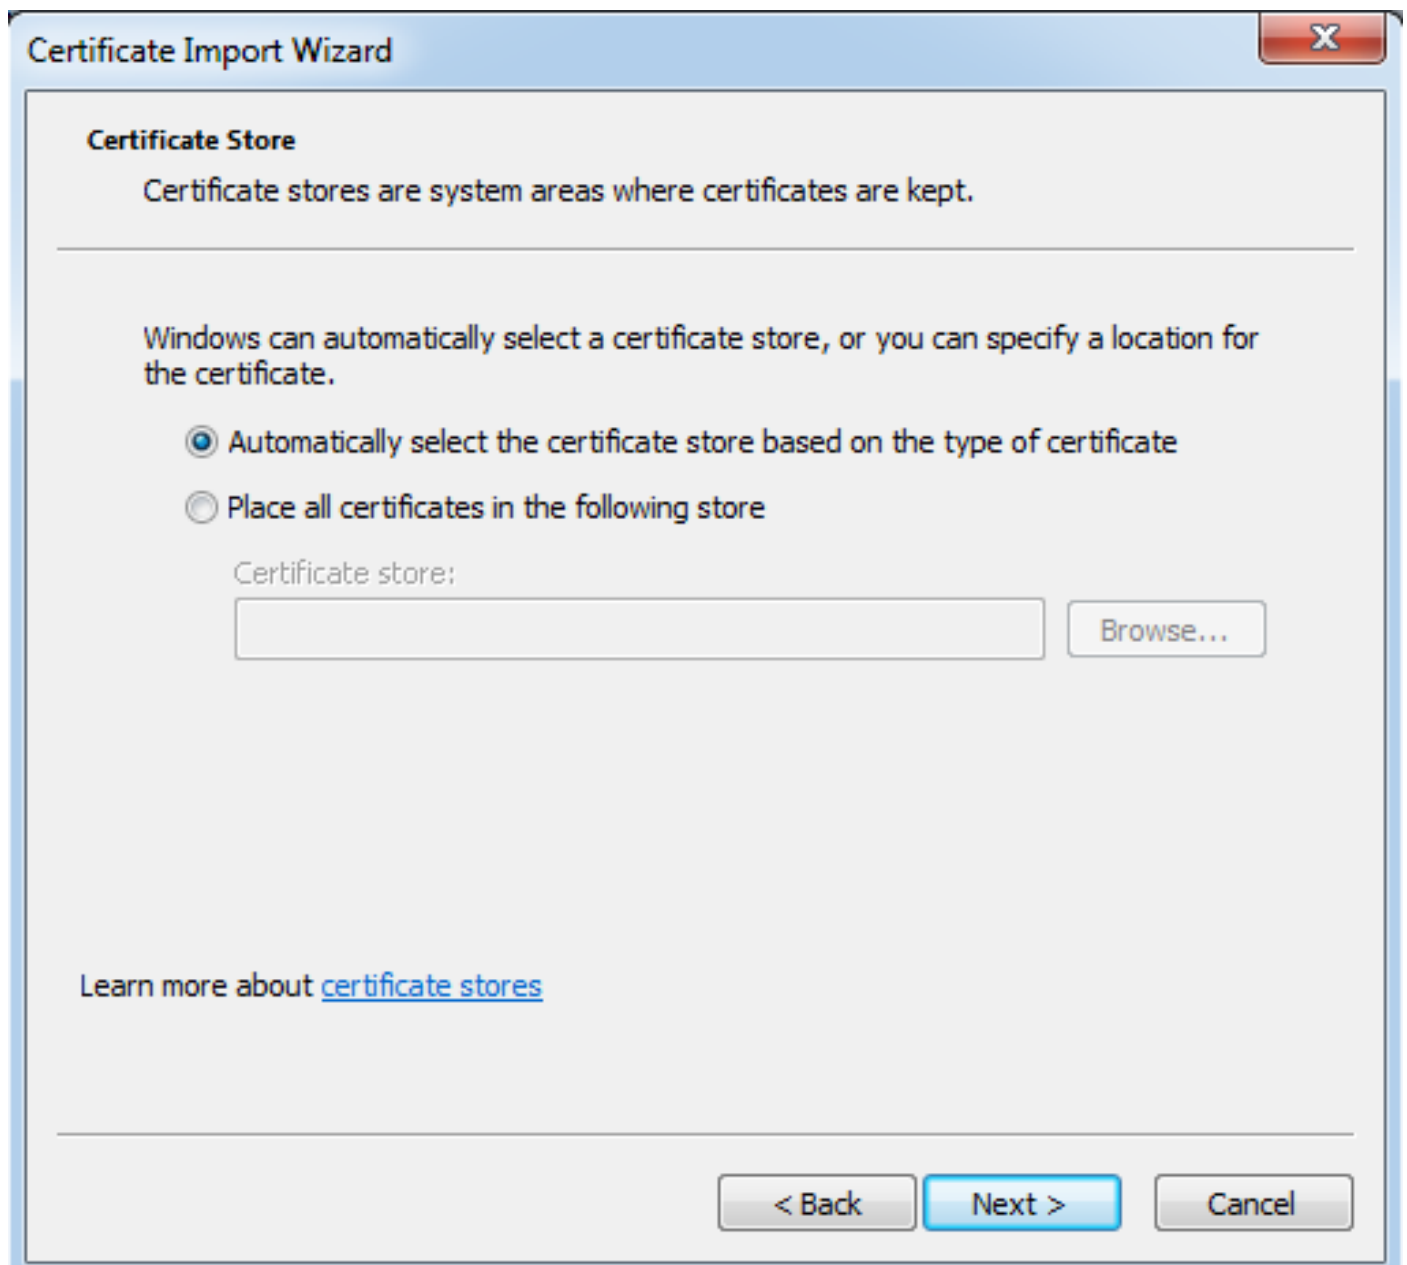 Certificate Import Wizard
X
Certificate Store
Certificate stores are system areas where certificates are kept.
Windows can automatically select a certificate store, or you can specify a location for
the certificate.
Automatically select the certificate store based on the type of certificate
Place all certificates in the following store
Certificate store:
Browse...
Learn more about certificate stores
< Back Next > Cancel